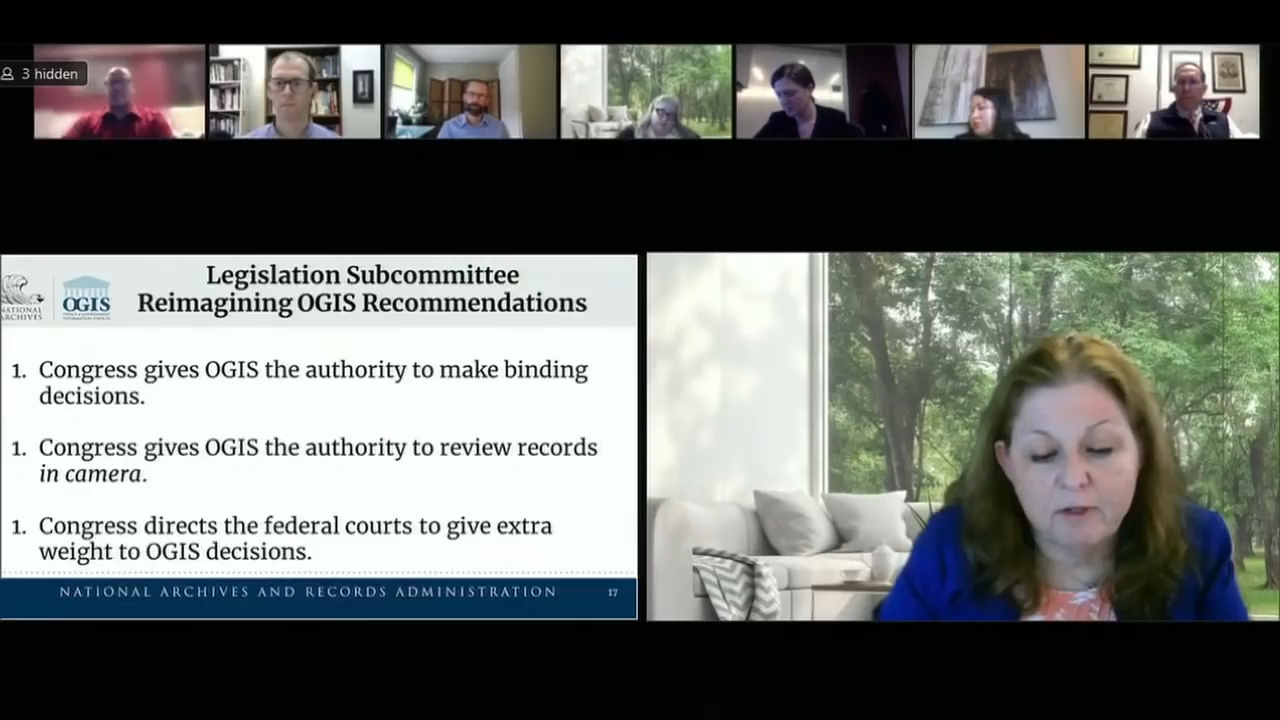 3 hidden
Legislation Subcommittee
Reimagining OGIS Recommendations
NATIONAL
ARCHIVES
OGIS
1. Congress gives OGIS the authority to make binding
decisions.
1. Congress gives OGIS the authority to review records
in camera.
1. Congress directs the federal courts to give extra
weight to OGIS decisions.
NATIONAL ARCHIVES AND RECORDS ADMINISTRATION
17